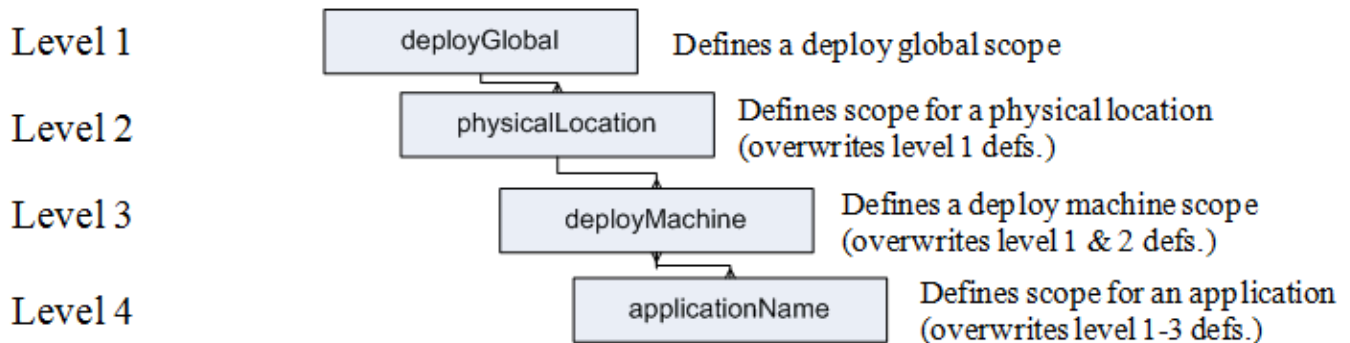 Level 1
deployGlobal
Defines a deploy global scope
Level 2
physicalLocation
Defines scope for a physical location
(overwrites level 1 defs.)
Level 3
deployMachine
Defines a deploy machine scope
(overwrites level 1 & 2 defs.)
Level 4
applicationName
Defines scope for an application
(overwrites level 1-3 defs.)